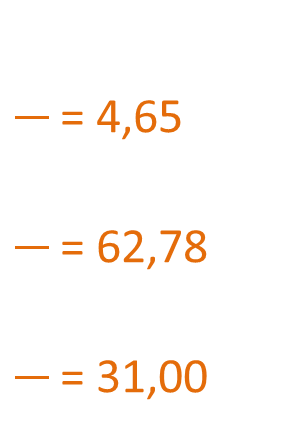 — = 4,65
— = 62,78
— = 31,00